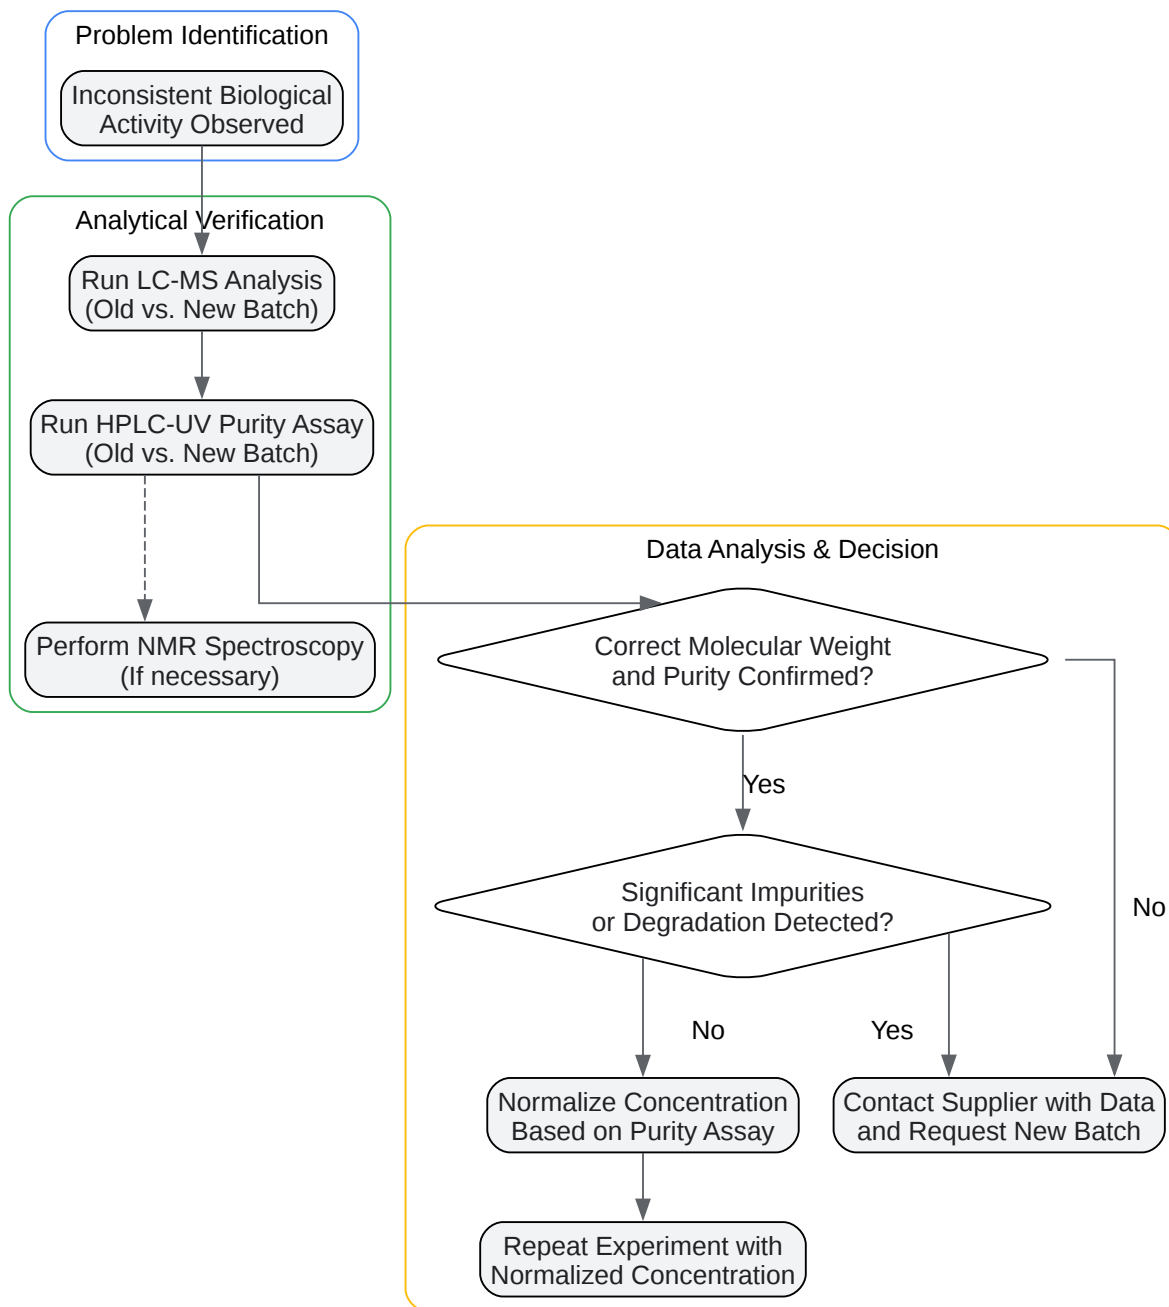 Problem Identification
Inconsistent Biological
Activity Observed
Analytical Verification
Run LC-MS Analysis
(Old vs. New Batch)
Run HPLC-UV Purity Assay
(Old vs. New Batch)
Perform NMR Spectroscopy
(If necessary)
Data Analysis & Decision
Correct Molecular Weight
and Purity Confirmed?
Yes
Significant Impurities
or Degradation Detected?
No
No
Yes
Normalize Concentration
Based on Purity Assay
Contact Supplier with Data
and Request New Batch
Repeat Experiment with
Normalized Concentration